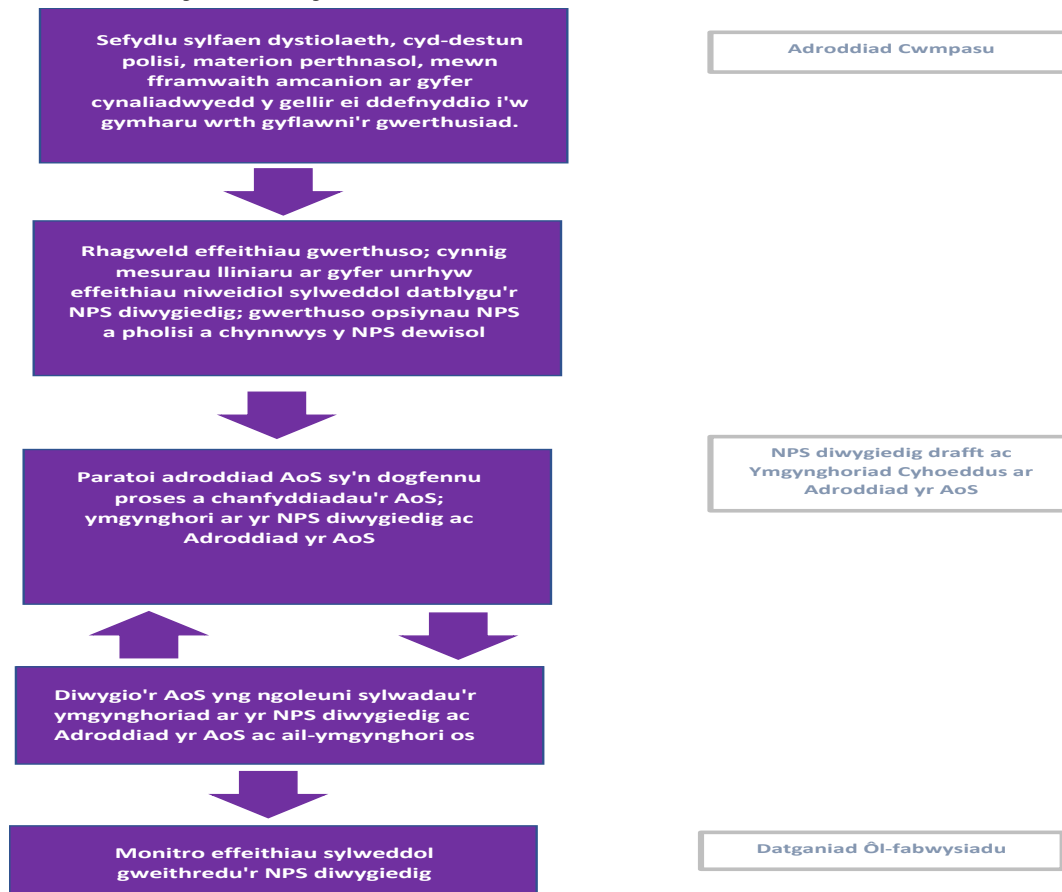 Sefydlu sylfaen dystiolaeth, cyd-destun
polisi, materion perthnasol, mewn
fframwaith amcanion ar gyfer
cynaliadwyedd y gellir ei ddefnyddio i'w
gymharu wrth gyflawni'r gwerthusiad.
Adroddiad Cwmpasu
Rhagweld effeithiau gwerthuso; cynnig
mesurau lliniaru ar gyfer unrhyw
effeithiau niweidiol sylweddol datblygu'r
NPS diwygiedig; gwerthuso opsiynau NPS
a pholisi a chynnwys y NPS dewisol
Paratoi adroddiad AoS sy'n dogfennu
proses a chanfyddiadau'r AoS;
ymgynghori ar yr NPS diwygiedig ac
Adroddiad yr AoS
NPS diwygiedig drafft ac
Ymgynghoriad Cyhoeddus ar
Adroddiad yr AoS
Diwygio'r AoS yng ngoleuni sylwadau'r
ymgynghoriad ar yr NPS diwygiedig ac
Adroddiad yr AoS ac ail-ymgynghori os
Monitro effeithiau sylweddol
gweithredu'r NPS diwygiedig
Datganiad Ôl-fabwysiadu